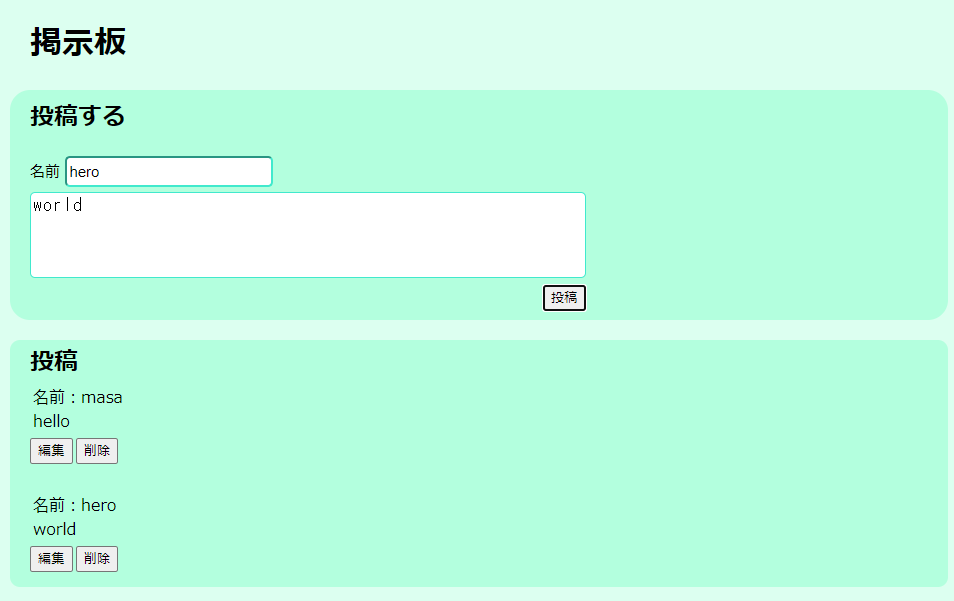 掲示板
投稿する
名前 hero
world
投稿
投稿
名前：masa
hello
編集 削除
名前：hero
world
編集 削除